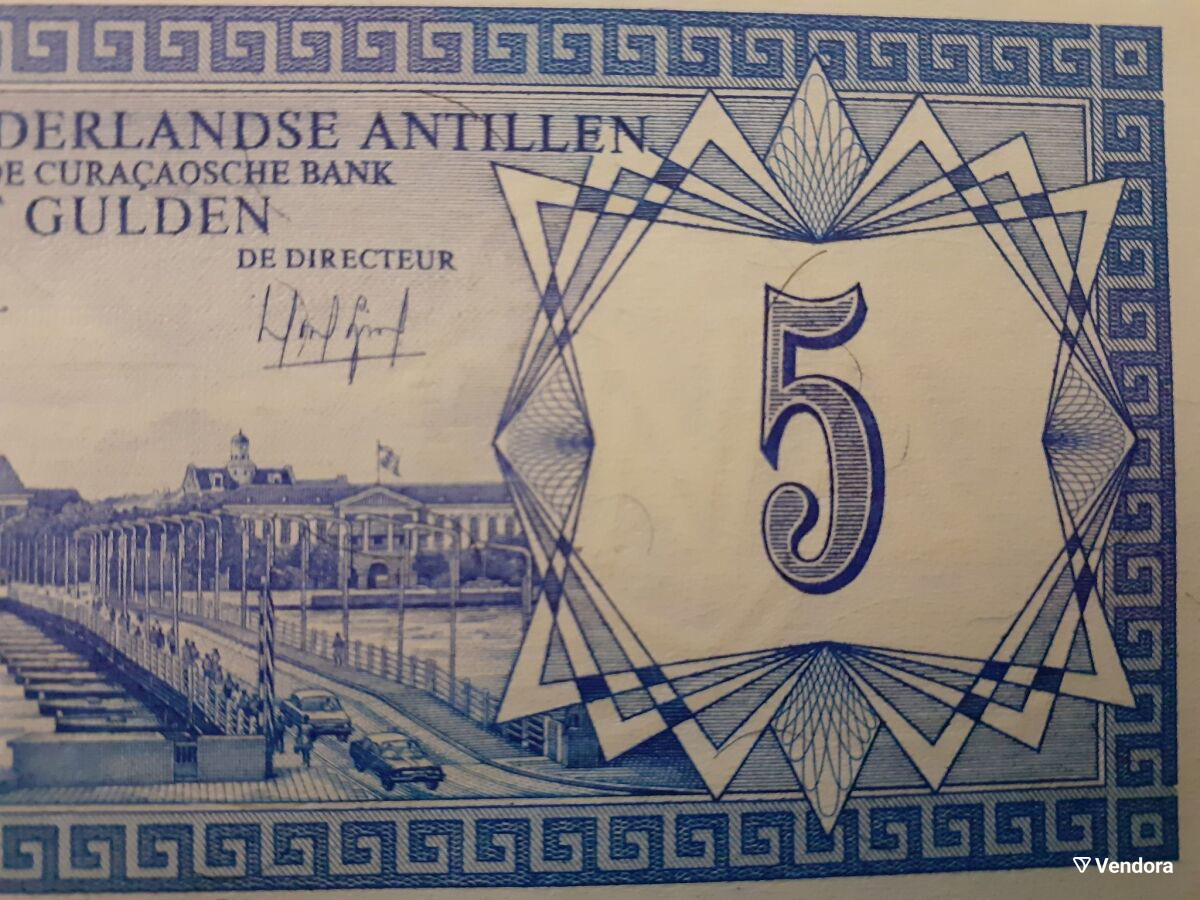 DERLANDSE ANTILLEN
DE CURAÇAOSCHE BANK
GULDEN
DE DIRECTEUR
5
Vendora